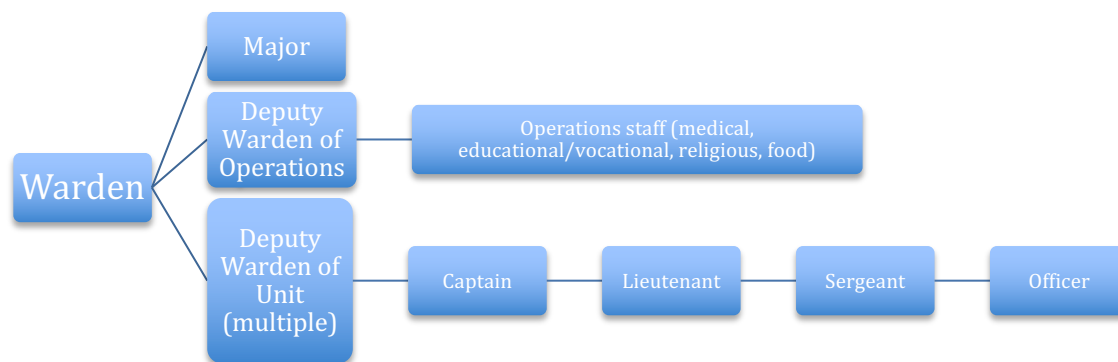 Major
Deputy
Warden of
Operations
Operations staff (medical,
educational/vocational, religious, food)
Warden
Deputy
Warden of
Unit
(multiple)
Captain
Lieutenant
Sergeant
Officer